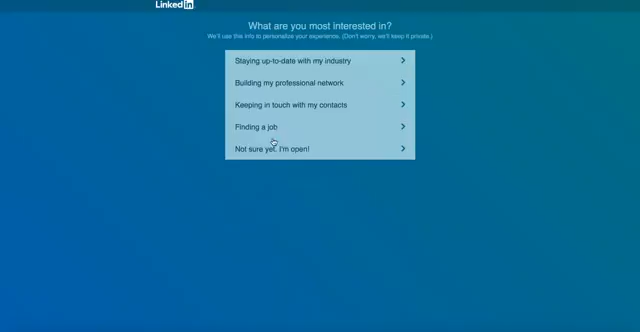 Linked in
What are you most interested in?
We'll use this info to personalize your experience. (Don't worry, we'll keep it private.)
Staying up-to-date with my industry
Building my professional network
Keeping in touch with my contacts
Finding a job
Not sure yet. I'm open!